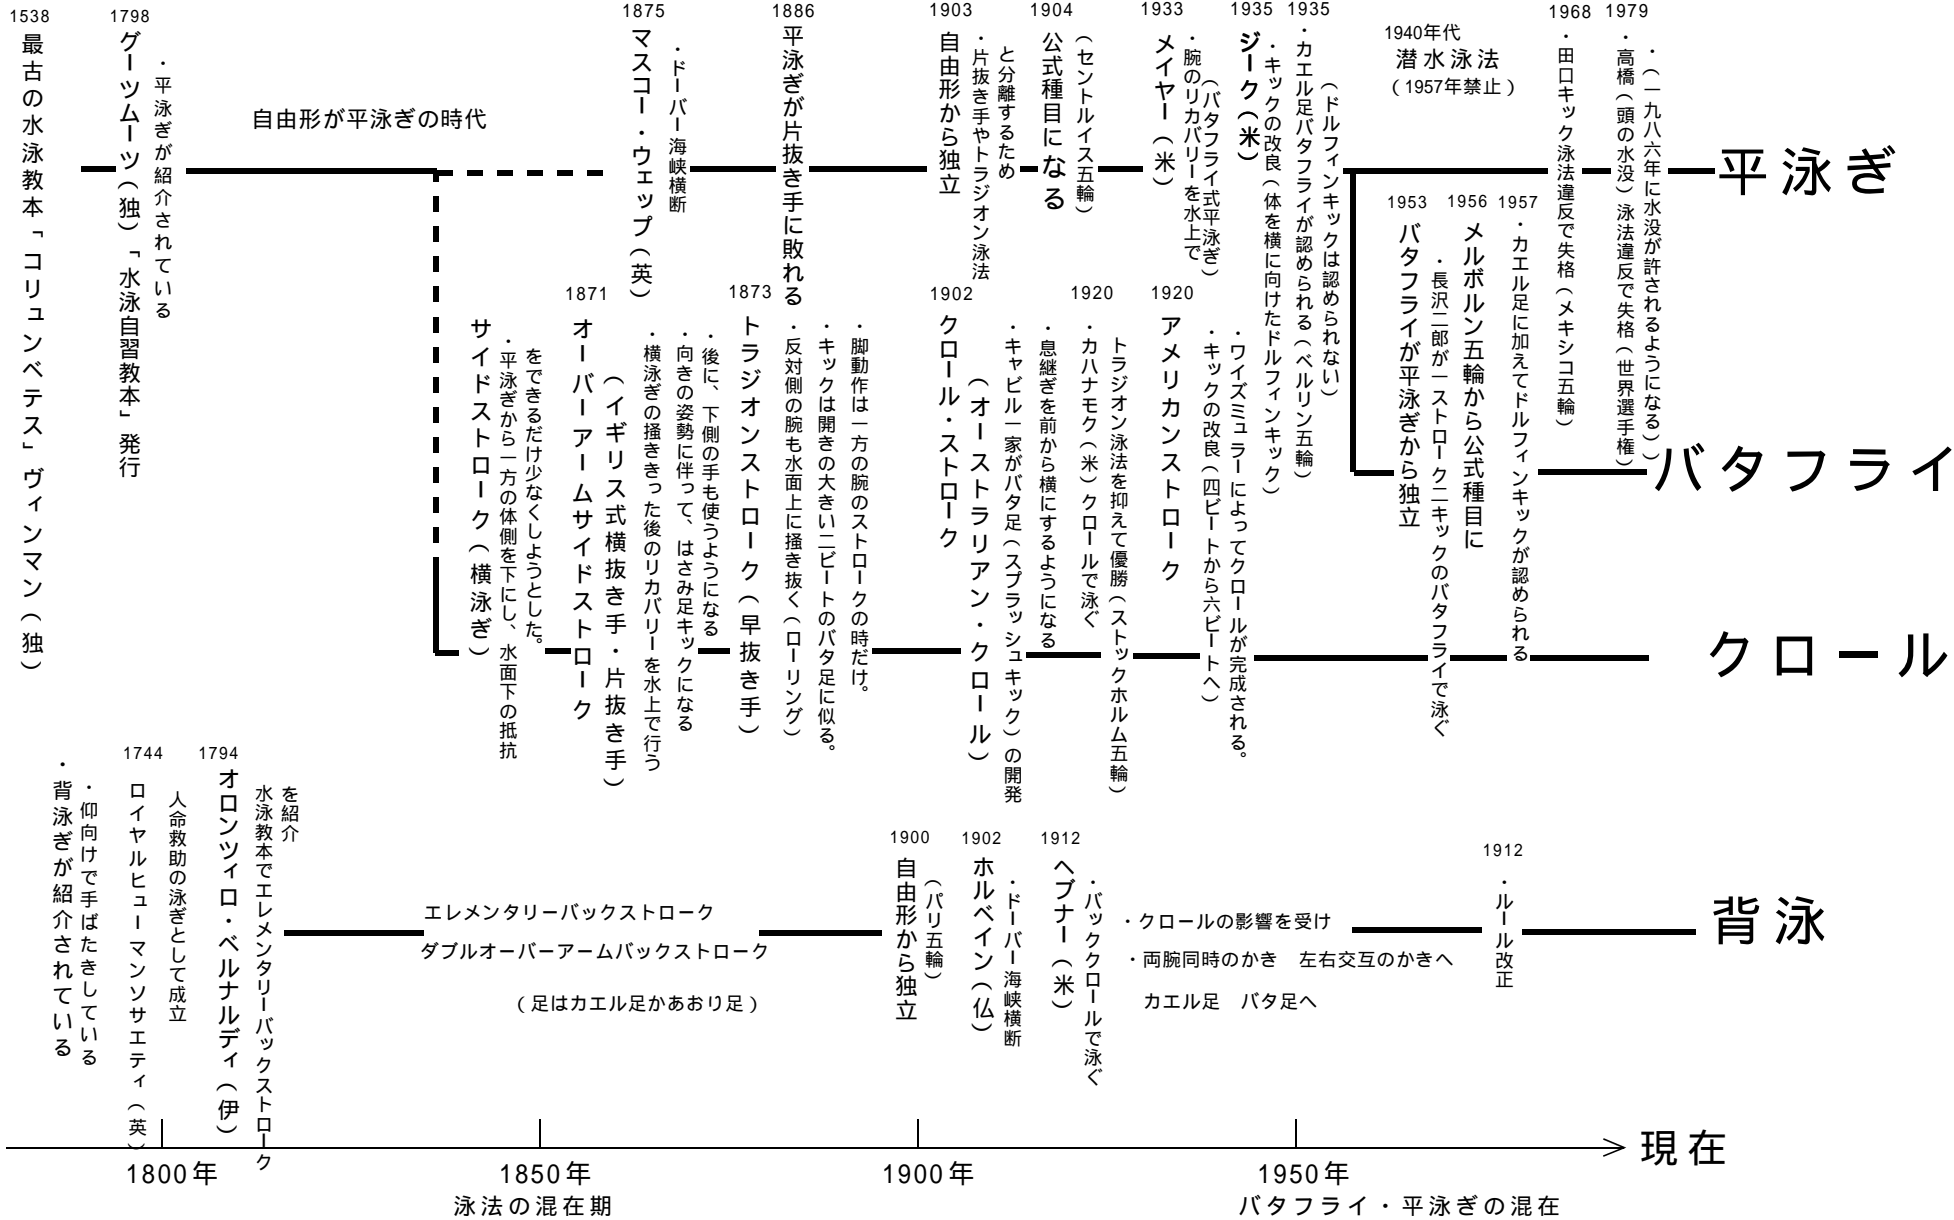 1538
最古の水泳教本「コリュンベテス」ヴィンマン（独）
1798
グーツムーツ（独）「水泳自習教本」発行
・平泳ぎが紹介されている
自由形が平泳ぎの時代
1875
マスコー・ウェップ（英）
・ドーバー海峡横断
1886
平泳ぎが片抜き手に敗れる
1903
自由形から独立
・片抜き手やトラジオン泳法
と分離するため
1904
公式種目になる
（セントルイス五輪）
1933
メイヤー（米）
・腕のリカバリーを水上で
（バタフライ式平泳ぎ）
1935
ジーク（米）
・キックの改良（体を横に向けたドルフィンキック）
1935
・カエル足バタフライが認められる（ベルリン五輪）
（ドルフィンキックは認められない）
1940年代
潜水泳法
（1957年禁止）
1968
・田口キック泳法違反で失格（メキシコ五輪）
1979
・高橋（頭の水没）泳法違反で失格（世界選手権）
・（一九八六年に水没が許されるようになる）
平泳ぎ
1953
バタフライが平泳ぎから独立
・長沢二郎が一ストローク二キックのバタフライで泳ぐ
1956
メルボルン五輪から公式種目に
1957
・カエル足に加えてドルフィンキックが認められる
バタフライ
サイドストローク（横泳ぎ）
・平泳ぎから一方の体側を下にし、水面下の抵抗
をできるだけ少なくしようとした。
1871
オーバーアームサイドストローク
（イギリス式横抜き手・片抜き手）
・横泳ぎの掻ききった後のリカバリーを水上で行う
・向きの姿勢に伴って、はさみ足キックになる
・後に、下側の手も使うようになる
1873
トラジオンストローク（早抜き手）
・反対側の腕も水面上に掻き抜く（ローリング）
・キックは開きの大きい二ビートのバタ足に似る。
・脚動作は一方の腕のストロークの時だけ。
1902
クロール・ストローク
（オーストラリアン・クロール）
・キャビル一家がバタ足（スプラッシュキック）の開発
・息継ぎを前から横にするようになる
1920
・カハナモク（米）クロールで泳ぐ
トラジオン泳法を抑えて優勝（ストックホルム五輪）
1920
アメリカンストローク
・キックの改良（四ビートから六ビートへ）
・ワイズミュラーによってクロールが完成される。
クロール
・背泳ぎが紹介されている
・仰向けで手ばたきしている
1744
ロイヤルヒューマンソサエティ（英）
人命救助の泳ぎとして成立
1794
オロンツィロ・ベルナルディ（伊）
水泳教本でエレメンタリーバックストローク
を紹介
エレメンタリーバックストローク
ダブルオーバーアームバックストローク
（足はカエル足かあおり足）
1900
自由形から独立
（パリ五輪）
1902
ホルベイン（仏）
・ドーバー海峡横断
1912
ヘブナー（米）
・バッククロールで泳ぐ
・クロールの影響を受け
・両腕同時のかき　左右交互のかきへ
カエル足　バタ足へ
1912
・ルール改正
背泳
1800年
1850年
1900年
1950年
現在
泳法の混在期
バタフライ・平泳ぎの混在